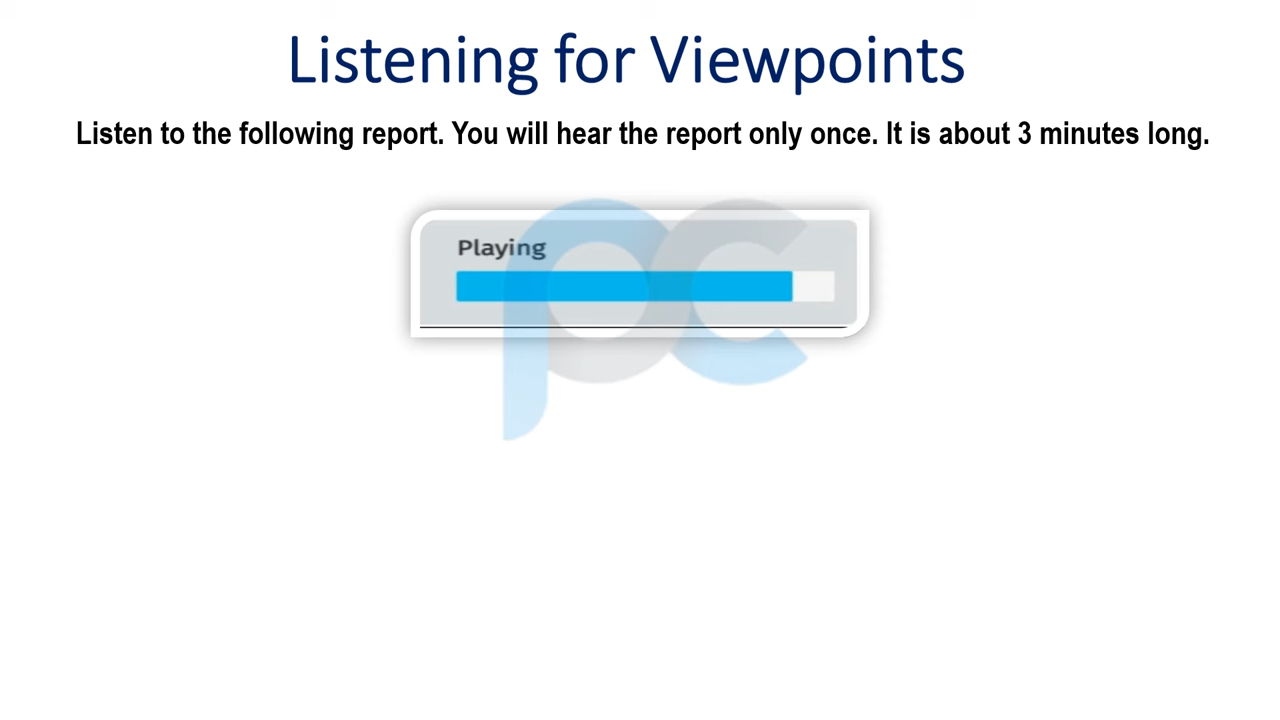 Listening for Viewpoints
Listen to the following report. You will hear the report only once. It is about 3 minutes long.
Playing
pc